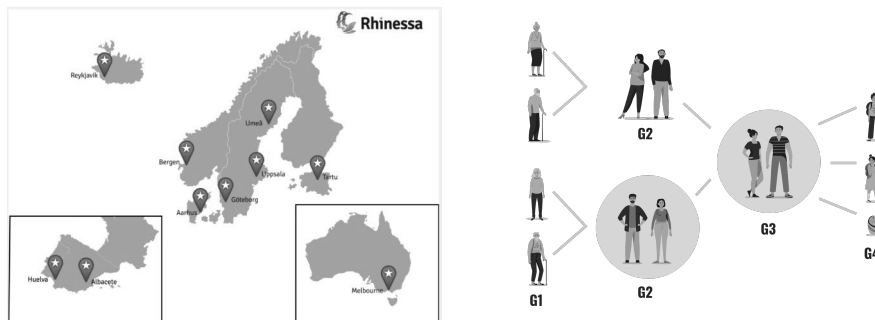 Rhinessa
Reykjavik
Umeå
Bergen
Uppsala
Tartu
Aarhus
Göteborg
Huelva
Albacete
Melbourne
G2
G3
G4
G1
G2